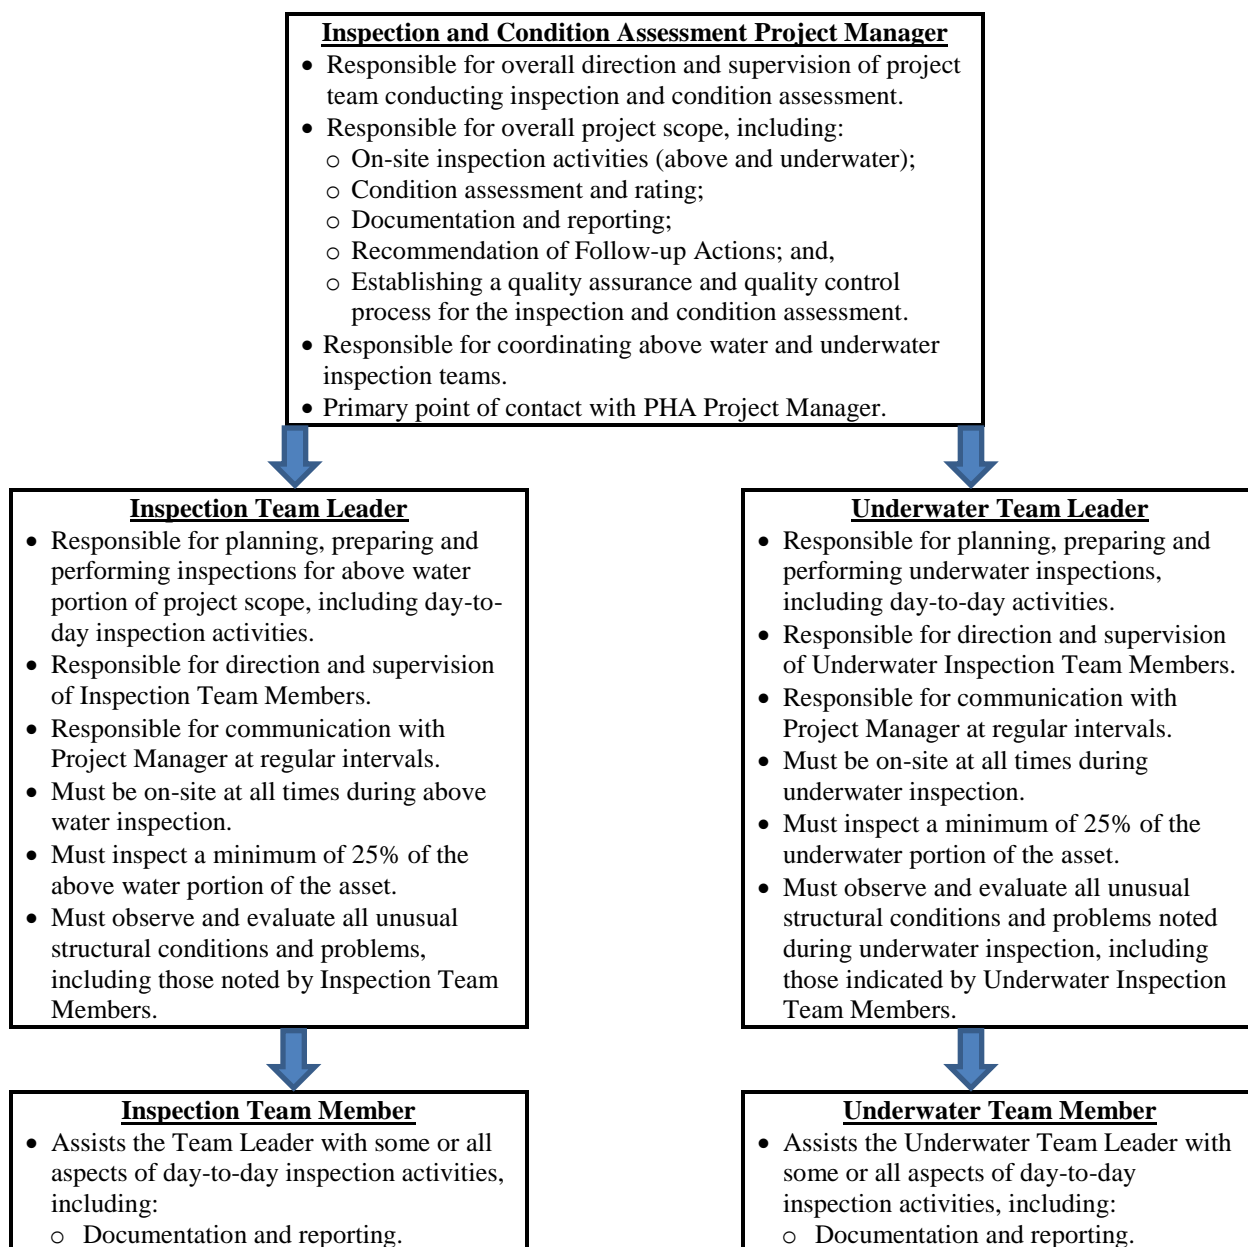 Inspection and Condition Assessment Project Manager
• Responsible for overall direction and supervision of project
team conducting inspection and condition assessment.
• Responsible for overall project scope, including:
o On-site inspection activities (above and underwater);
o Condition assessment and rating;
o Documentation and reporting;
o Recommendation of Follow-up Actions; and,
o Establishing a quality assurance and quality control
process for the inspection and condition assessment.
• Responsible for coordinating above water and underwater
inspection teams.
• Primary point of contact with PHA Project Manager.
Inspection Team Leader
• Responsible for planning, preparing and
performing inspections for above water
portion of project scope, including day-to-
day inspection activities.
• Responsible for direction and supervision
of Inspection Team Members.
• Responsible for communication with
Project Manager at regular intervals.
• Must be on-site at all times during above
water inspection.
• Must inspect a minimum of 25% of the
above water portion of the asset.
• Must observe and evaluate all unusual
structural conditions and problems,
including those noted by Inspection Team
Members.
Underwater Team Leader
• Responsible for planning, preparing and
performing underwater inspections,
including day-to-day activities.
• Responsible for direction and supervision
of Underwater Inspection Team Members.
• Responsible for communication with
Project Manager at regular intervals.
• Must be on-site at all times during
underwater inspection.
• Must inspect a minimum of 25% of the
underwater portion of the asset.
• Must observe and evaluate all unusual
structural conditions and problems noted
during underwater inspection, including
those indicated by Underwater Inspection
Team Members.
Inspection Team Member
• Assists the Team Leader with some or all
aspects of day-to-day inspection activities,
including:
o Documentation and reporting.
Underwater Team Member
• Assists the Underwater Team Leader with
some or all aspects of day-to-day
inspection activities, including:
o Documentation and reporting.